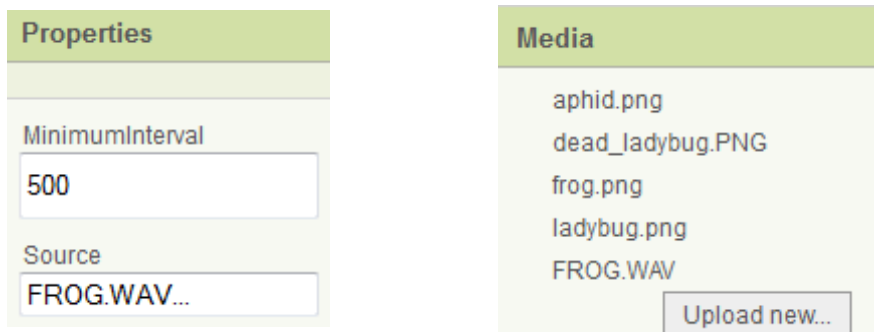 Properties
MinimumInterval
500
Source
FROG.WAV...
Media
aphid.png
dead_ladybug.PNG
frog.png
ladybug.png
FROG.WAV
Upload new...